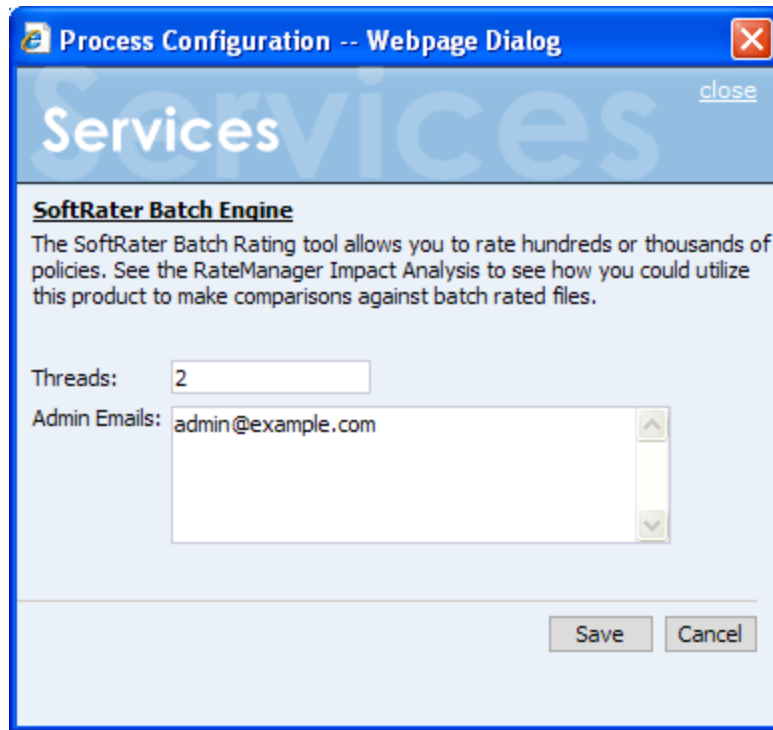 Process Configuration -- Webpage Dialog
close
Services
Services
SoftRater Batch Engine
The SoftRater Batch Rating tool allows you to rate hundreds or thousands of
policies. See the RateManager Impact Analysis to see how you could utilize
this product to make comparisons against batch rated files.
Threads: 2
Admin Emails: admin@example.com
Save Cancel